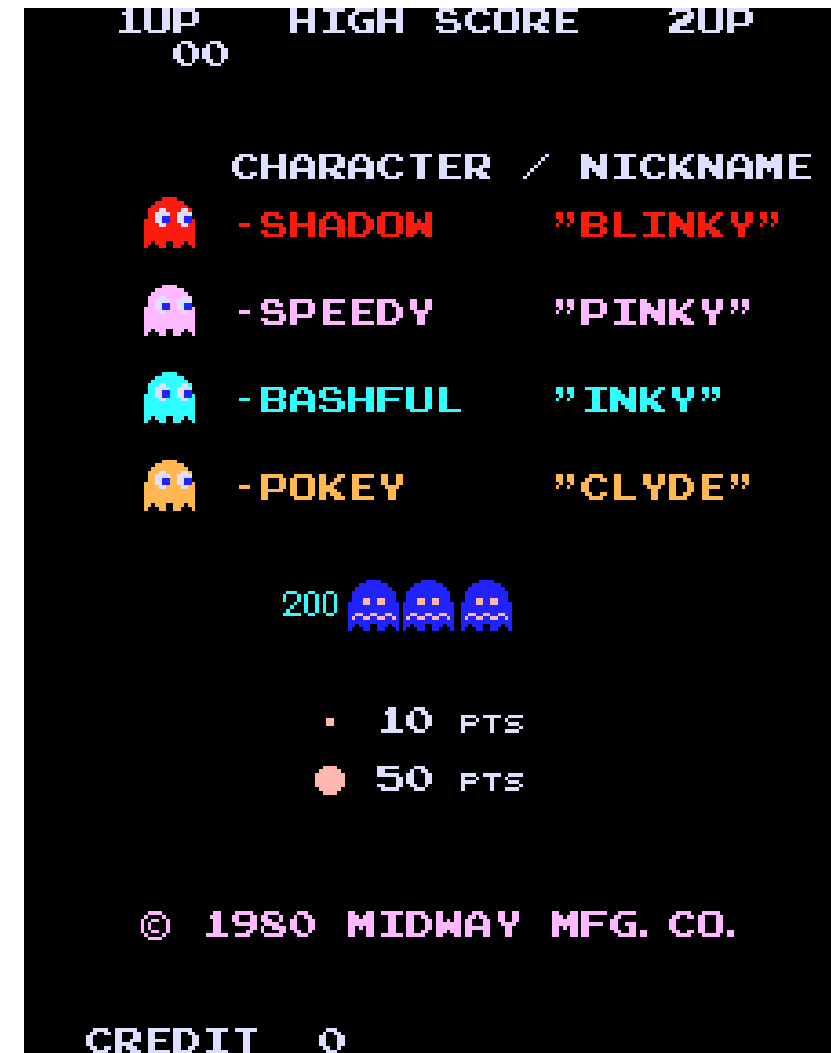 1UP HIGH SCORE 2UP
00
CHARACTER / NICKNAME
-SHADOW "BLINKY"
-SPEEDY "PINKY"
-BASHFUL "INKY"
-POKEY "CLYDE"
200
10 PTS
50 PTS
© 1980 MIDWAY MFG. CO.
CREDIT 0